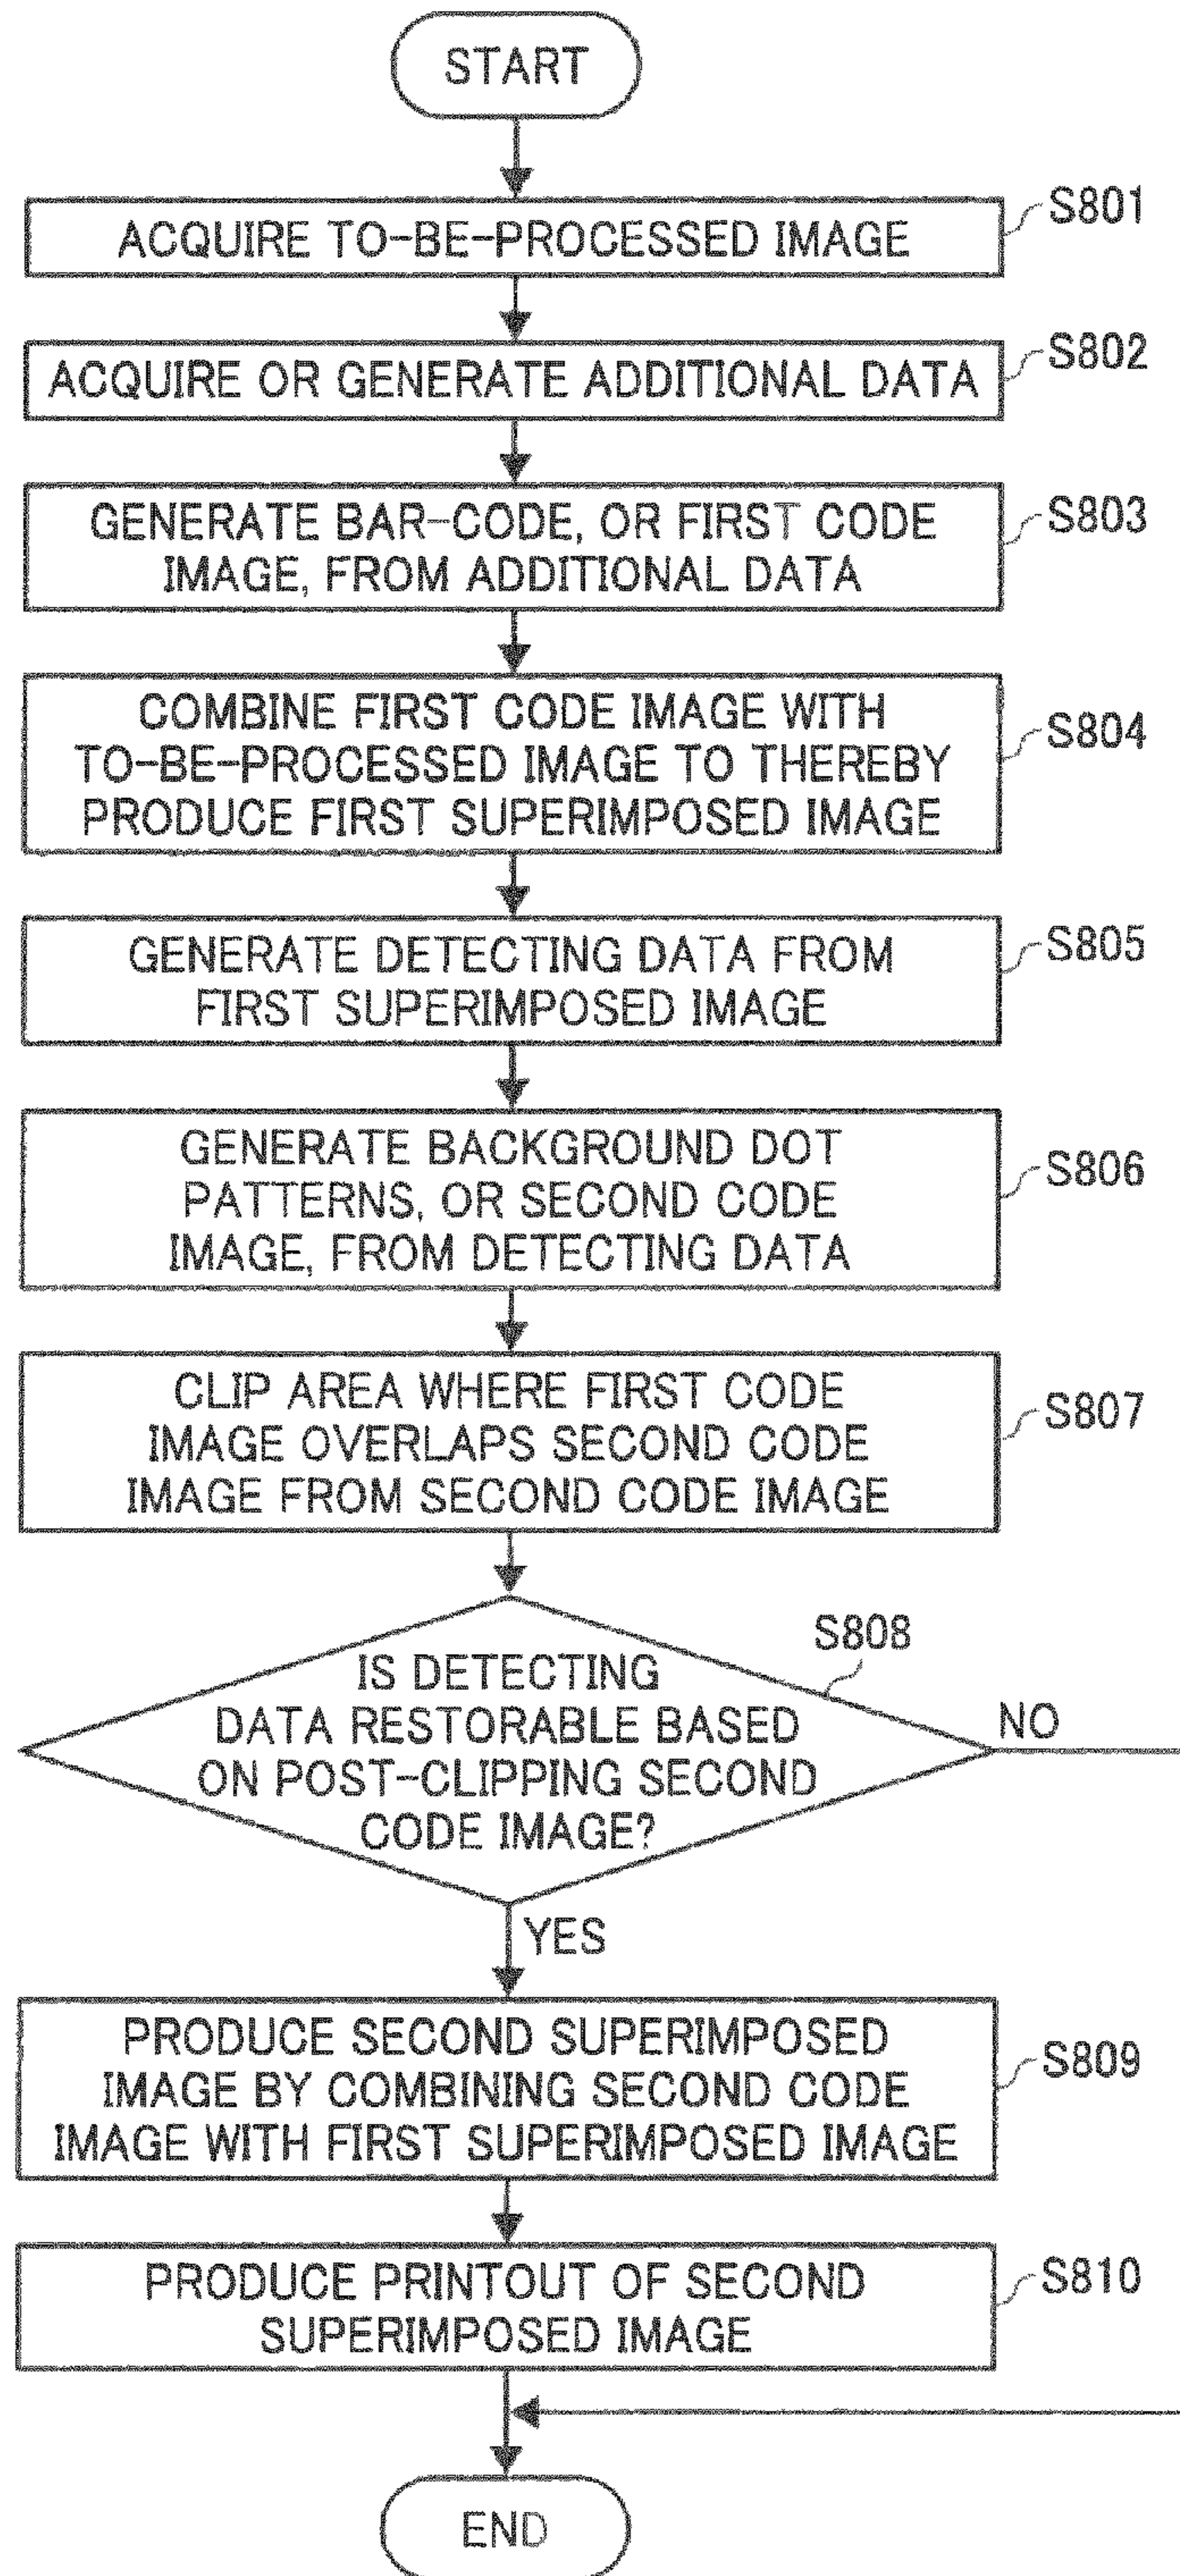 START
ACQUIRE TO-BE-PROCESSED IMAGE
S801
ACQUIRE OR GENERATE ADDITIONAL DATA
S802
GENERATE BAR-CODE, OR FIRST CODE
IMAGE, FROM ADDITIONAL DATA
S803
COMBINE FIRST CODE IMAGE WITH
TO-BE-PROCESSED IMAGE TO THEREBY
PRODUCE FIRST SUPERIMPOSED IMAGE
S804
GENERATE DETECTING DATA FROM
FIRST SUPERIMPOSED IMAGE
S805
GENERATE BACKGROUND DOT
PATTERNS, OR SECOND CODE
IMAGE, FROM DETECTING DATA
S806
CLIP AREA WHERE FIRST CODE
IMAGE OVERLAPS SECOND CODE
IMAGE FROM SECOND CODE IMAGE
S807
S808
IS DETECTING
DATA RESTORABLE BASED
ON POST-CLIPPING SECOND
CODE IMAGE?
NO
YES
PRODUCE SECOND SUPERIMPOSED
IMAGE BY COMBINING SECOND CODE
IMAGE WITH FIRST SUPERIMPOSED IMAGE
S809
PRODUCE PRINTOUT OF SECOND
SUPERIMPOSED IMAGE
S810
END